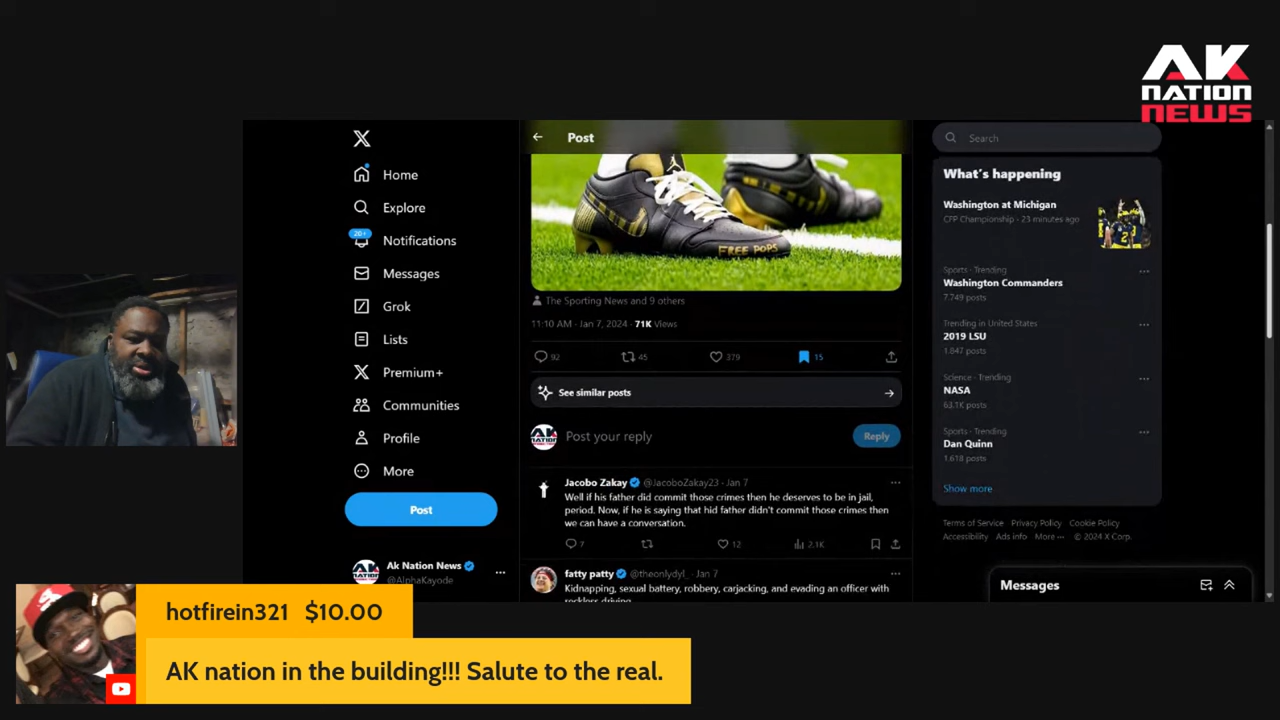 AK
NATION
NEWS
Home
Explore
20+
Notifications
Messages
Grok
Lists
Premium+
Communities
Profile
More
Post
Ak Nation News
@AlphaKayode
Post
FREE POPS
The Sporting News and 9 others
11:10 AM · Jan 7, 2024 · 71K Views
92 45 379 15
See similar posts
AK
NATION
Post your reply
Reply
Jacobo Zakay @JacoboZakay23 · Jan 7
Well if his father did commit those crimes then he deserves to be in jail,
period. Now, if he is saying that hid father didn't commit those crimes then
we can have a conversation.
7 12 2.1K
fatty patty @theonlydyl_ · Jan 7
Kidnapping, sexual battery, robbery, carjacking, and evading an officer with
reckless driving.
Search
What's happening
Washington at Michigan
CFP Championship · 23 minutes ago
Sports · Trending
Washington Commanders
7,749 posts
Trending in United States
2019 LSU
1,847 posts
Science · Trending
NASA
63.1K posts
Sports · Trending
Dan Quinn
1,618 posts
Show more
Terms of Service Privacy Policy Cookie Policy
Accessibility Ads info More ··· © 2024 X Corp.
Messages
hotfirein321 $10.00
AK nation in the building!!! Salute to the real.